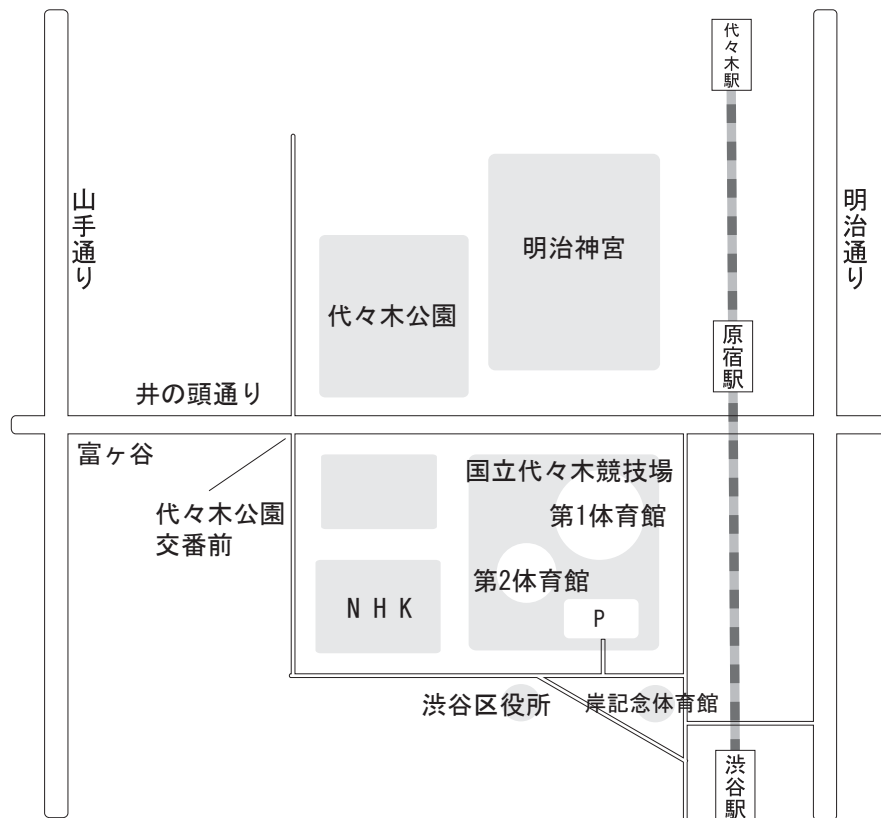 代々木駅
山手通り
明治通り
明治神宮
代々木公園
原宿駅
井の頭通り
富ヶ谷
国立代々木競技場
代々木公園
交番前
第1体育館
第2体育館
NHK
P
渋谷区役所
岸記念体育館
渋谷駅